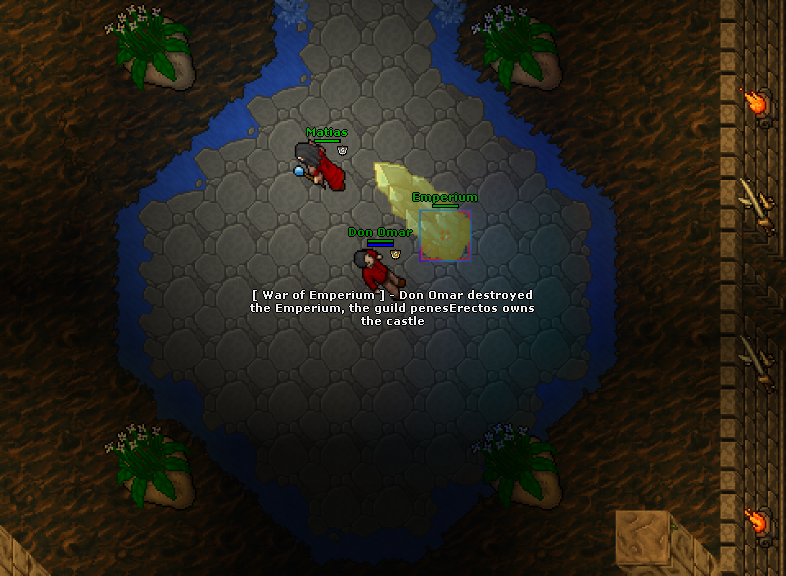 Matias
Emperium
Don Omar
[ War of Emperium ] - Don Omar destroyed
the Emperium, the guild penesErectos owns
the castle